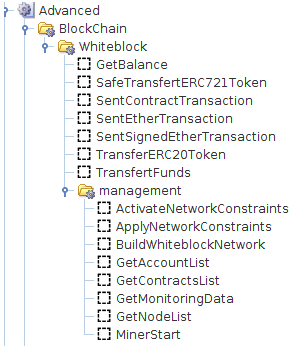 Advanced
BlockChain
Whiteblock
GetBalance
SafeTransfertERC721Token
SentContractTransaction
SentEtherTransaction
SentSignedEtherTransaction
TransferERC20Token
TransfertFunds
management
ActivateNetworkConstraints
ApplyNetworkConstraints
BuildWhiteblockNetwork
GetAccountList
GetContractsList
GetMonitoringData
GetNodeList
MinerStart